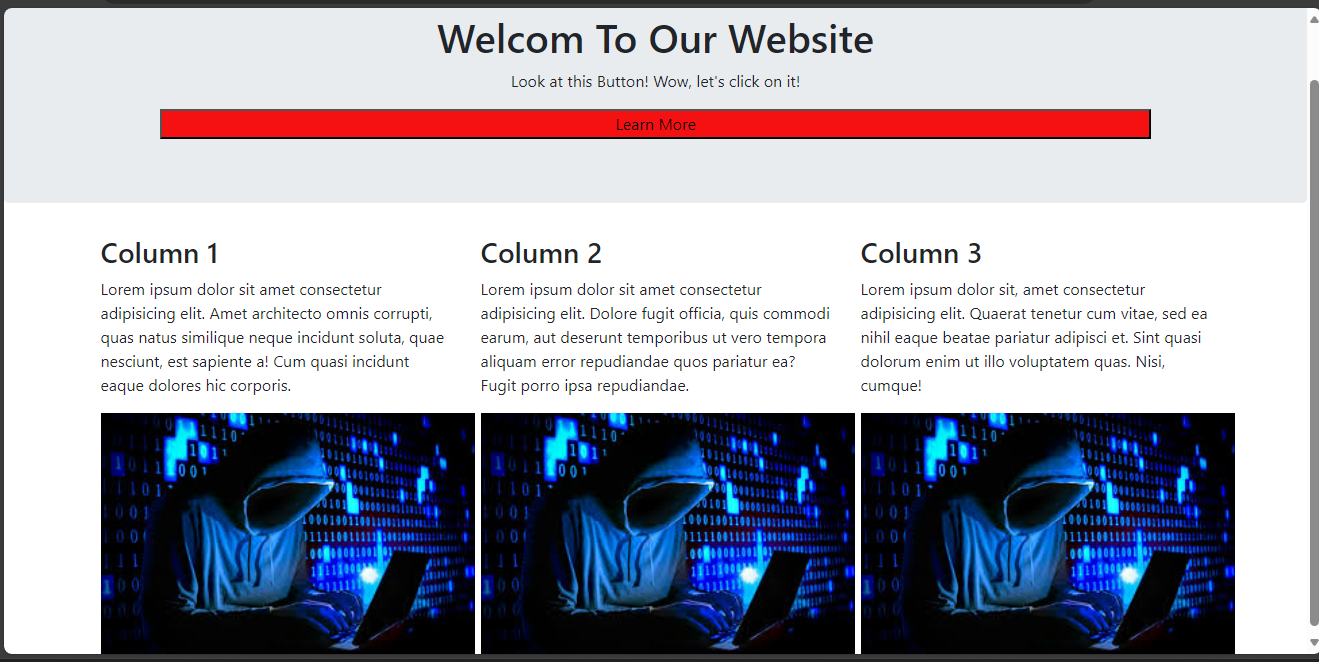 Welcom To Our Website
Look at this Button! Wow, let's click on it!
Learn More
Column 1
Lorem ipsum dolor sit amet consectetur
adipisicing elit. Amet architecto omnis corrupti,
quas natus similique neque incidunt soluta, quae
nesciunt, est sapiente a! Cum quasi incidunt
eaque dolores hic corporis.
Column 2
Lorem ipsum dolor sit amet consectetur
adipisicing elit. Dolore fugit officia, quis commodi
earum, aut deserunt temporibus ut vero tempora
aliquam error repudiandae quos pariatur ea?
Fugit porro ipsa repudiandae.
Column 3
Lorem ipsum dolor sit, amet consectetur
adipisicing elit. Quaerat tenetur cum vitae, sed ea
nihil eaque beatae pariatur adipisci et. Sint quasi
dolorum enim ut illo voluptatem quas. Nisi,
cumque!